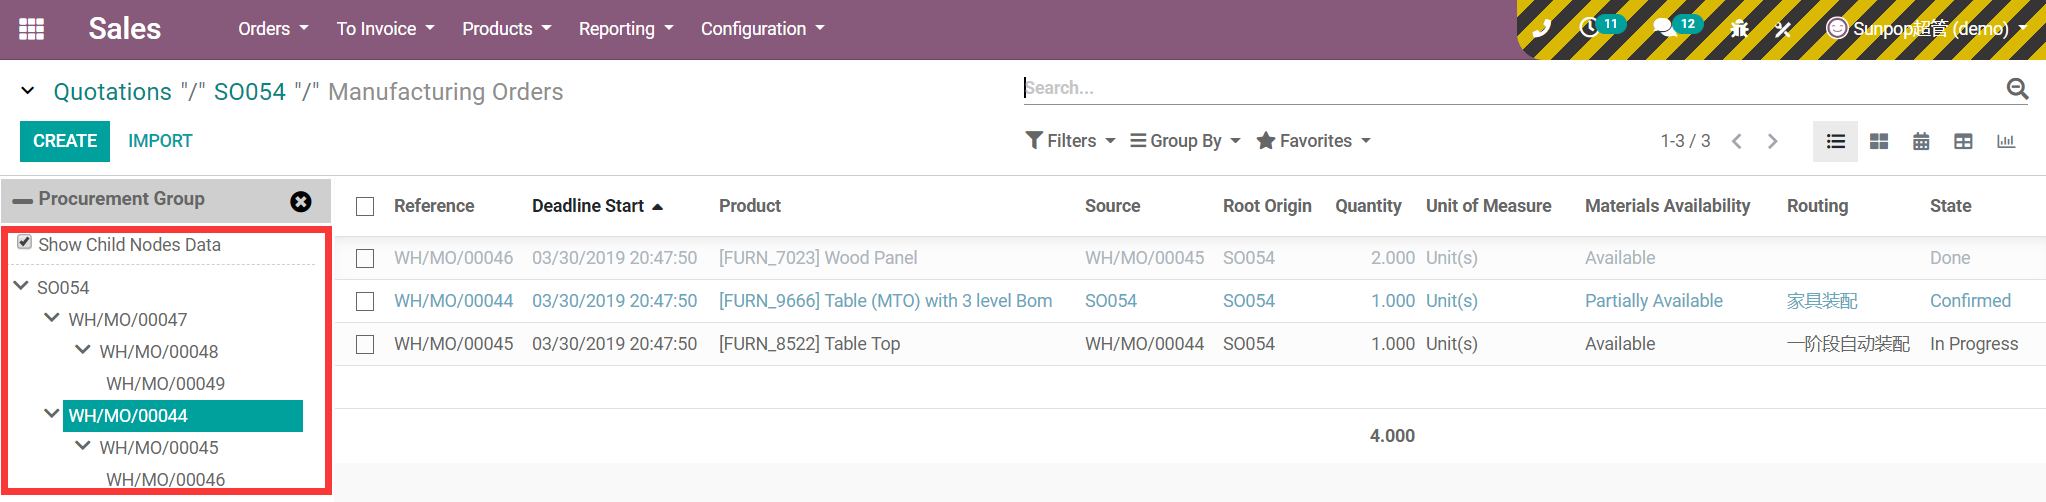 Sales Orders To Invoice Products Reporting Configuration 11 12 Sunpop超管 (demo)
Quotations "/" SO054 "/" Manufacturing Orders
Search...
CREATE IMPORT
Filters Group By Favorites 1-3 / 3
Procurement Group
Show Child Nodes Data
SO054
WH/MO/00047
WH/MO/00048
WH/MO/00049
WH/MO/00044
WH/MO/00045
WH/MO/00046
Reference Deadline Start Product Source Root Origin Quantity Unit of Measure Materials Availability Routing State
WH/MO/00046 03/30/2019 20:47:50 [FURN_7023] Wood Panel WH/MO/00045 SO054 2.000 Unit(s) Available Done
WH/MO/00044 03/30/2019 20:47:50 [FURN_9666] Table (MTO) with 3 level Bom SO054 SO054 1.000 Unit(s) Partially Available 家具装配 Confirmed
WH/MO/00045 03/30/2019 20:47:50 [FURN_8522] Table Top WH/MO/00044 SO054 1.000 Unit(s) Available 一阶段自动装配 In Progress
4.000